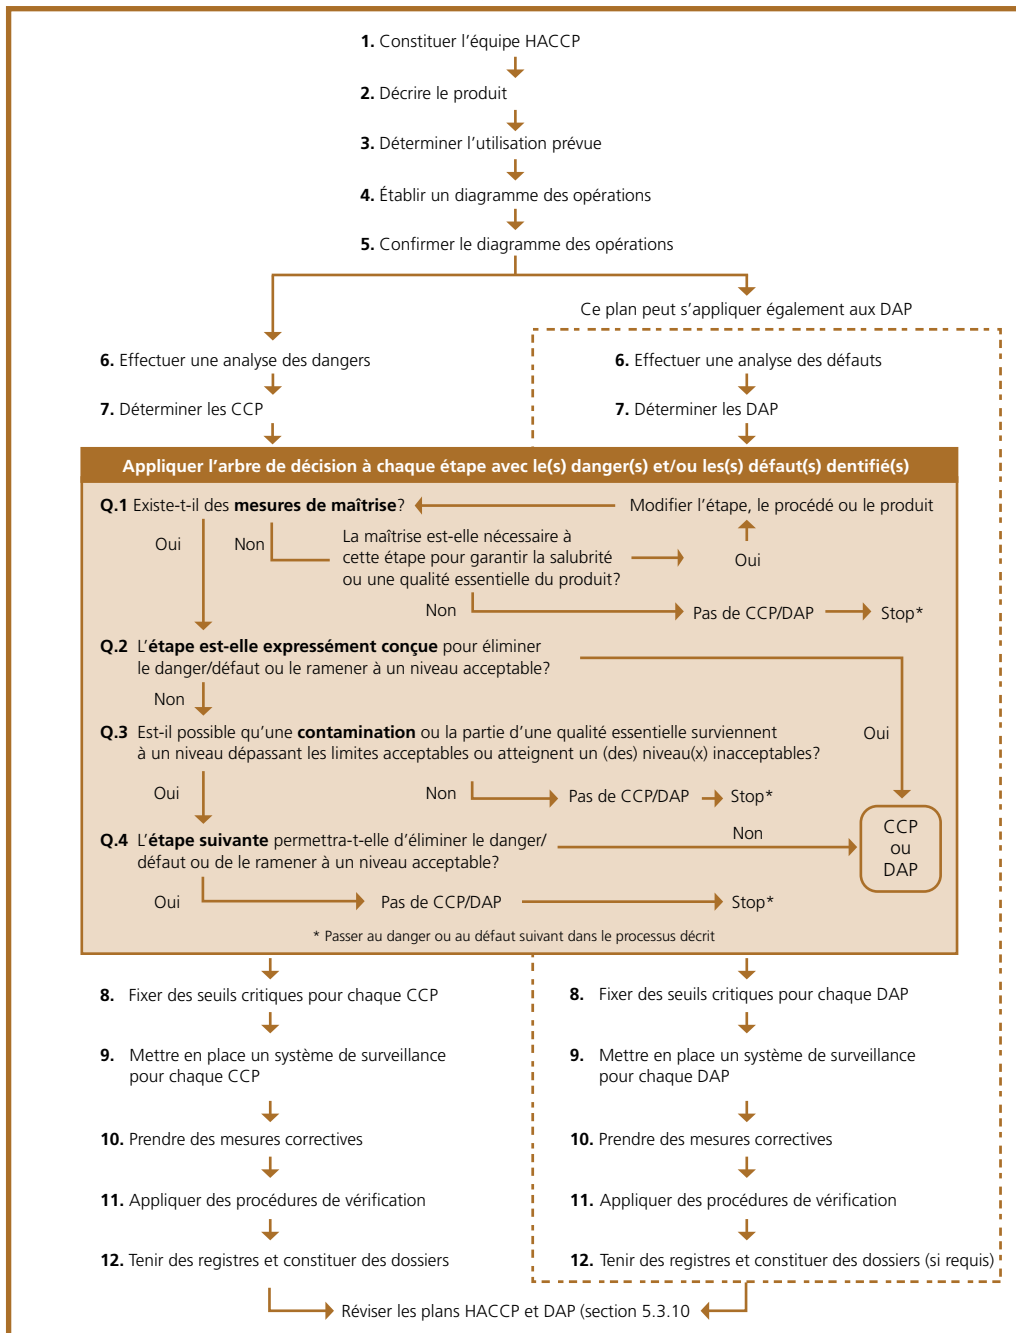 1. Constituer l'équipe HACCP
2. Décrire le produit
3. Déterminer l'utilisation prévue
4. Établir un diagramme des opérations
5. Confirmer le diagramme des opérations
Ce plan peut s'appliquer également aux DAP
6. Effectuer une analyse des dangers
7. Déterminer les CCP
6. Effectuer une analyse des défauts
7. Déterminer les DAP
Appliquer l'arbre de décision à chaque étape avec le(s) danger(s) et/ou les(s) défaut(s) dentifié(s)
Q.1 Existe-t-il des mesures de maîtrise?
Modifier l'étape, le procédé ou le produit
Oui
Non
La maîtrise est-elle nécessaire à
cette étape pour garantir la salubrité
ou une qualité essentielle du produit?
Oui
Non
Pas de CCP/DAP
Stop*
Q.2 L'étape est-elle expressément conçue pour éliminer
le danger/défaut ou le ramener à un niveau acceptable?
Non
Oui
Q.3 Est-il possible qu'une contamination ou la partie d'une qualité essentielle surviennent
à un niveau dépassant les limites acceptables ou atteignent un (des) niveau(x) inacceptables?
Oui
Non
Pas de CCP/DAP
Stop*
Q.4 L'étape suivante permettra-t-elle d'éliminer le danger/
défaut ou de le ramener à un niveau acceptable?
Non
CCP
ou
DAP
Oui
Pas de CCP/DAP
Stop*
* Passer au danger ou au défaut suivant dans le processus décrit
8. Fixer des seuils critiques pour chaque CCP
9. Mettre en place un système de surveillance
pour chaque CCP
10. Prendre des mesures correctives
11. Appliquer des procédures de vérification
12. Tenir des registres et constituer des dossiers
8. Fixer des seuils critiques pour chaque DAP
9. Mettre en place un système de surveillance
pour chaque DAP
10. Prendre des mesures correctives
11. Appliquer des procédures de vérification
12. Tenir des registres et constituer des dossiers (si requis)
Réviser les plans HACCP et DAP (section 5.3.10